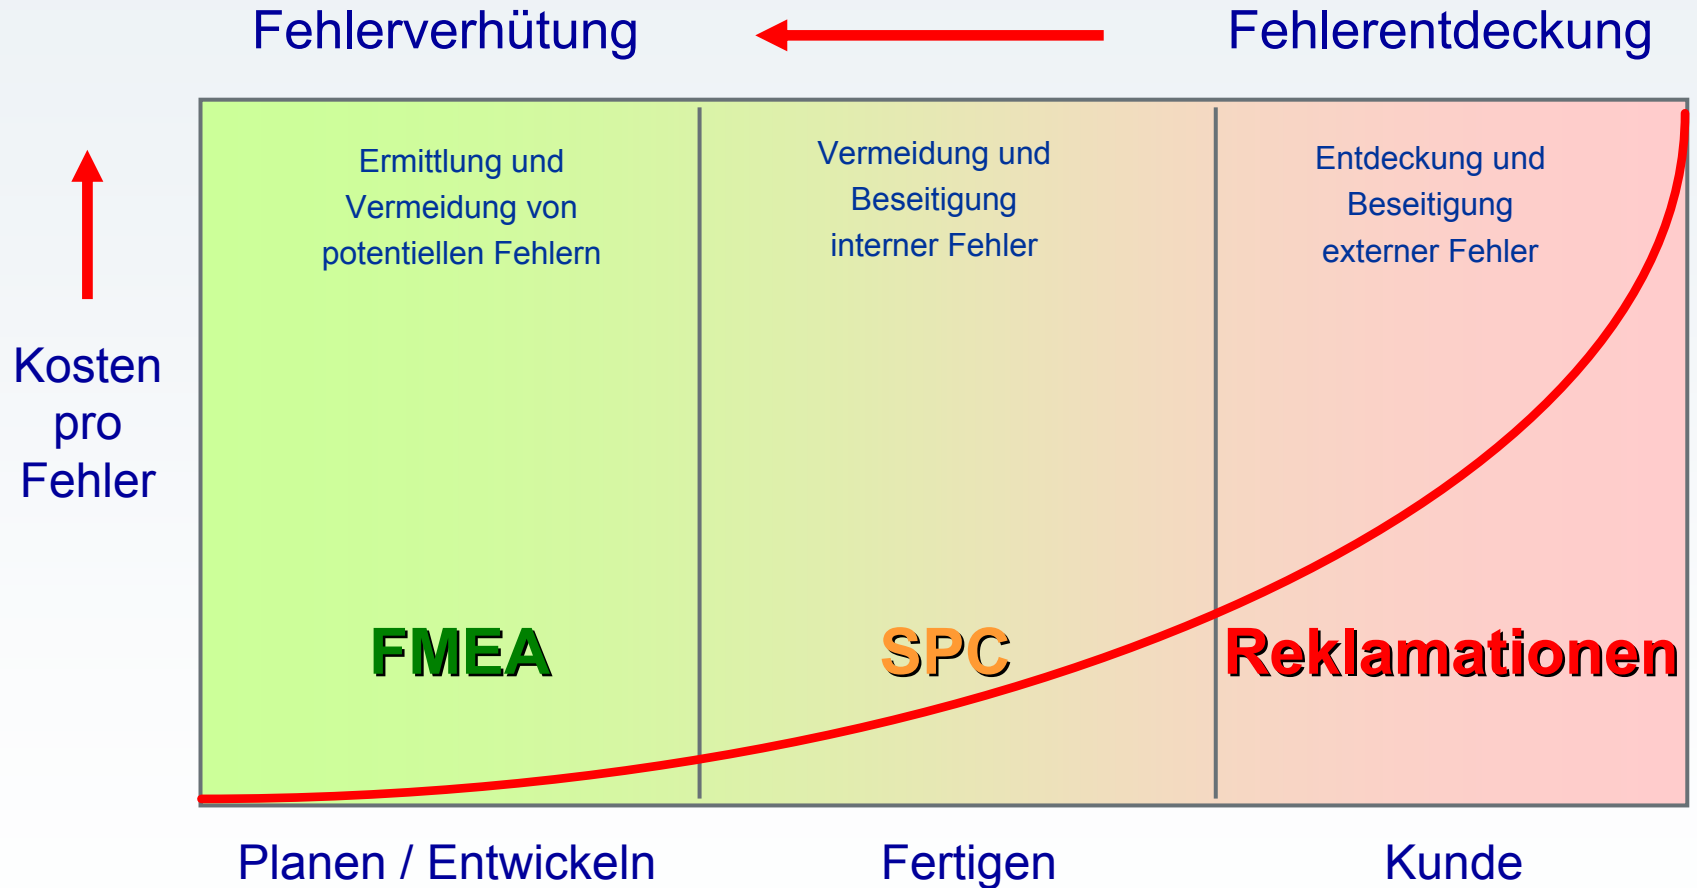 Fehlerverhütung
Fehlerentdeckung
Ermittlung und
Vermeidung von
potentiellen Fehlern
Vermeidung und
Beseitigung
interner Fehler
Entdeckung und
Beseitigung
externer Fehler
Kosten
pro
Fehler
FMEA
SPC
Reklamationen
Planen / Entwickeln
Fertigen
Kunde